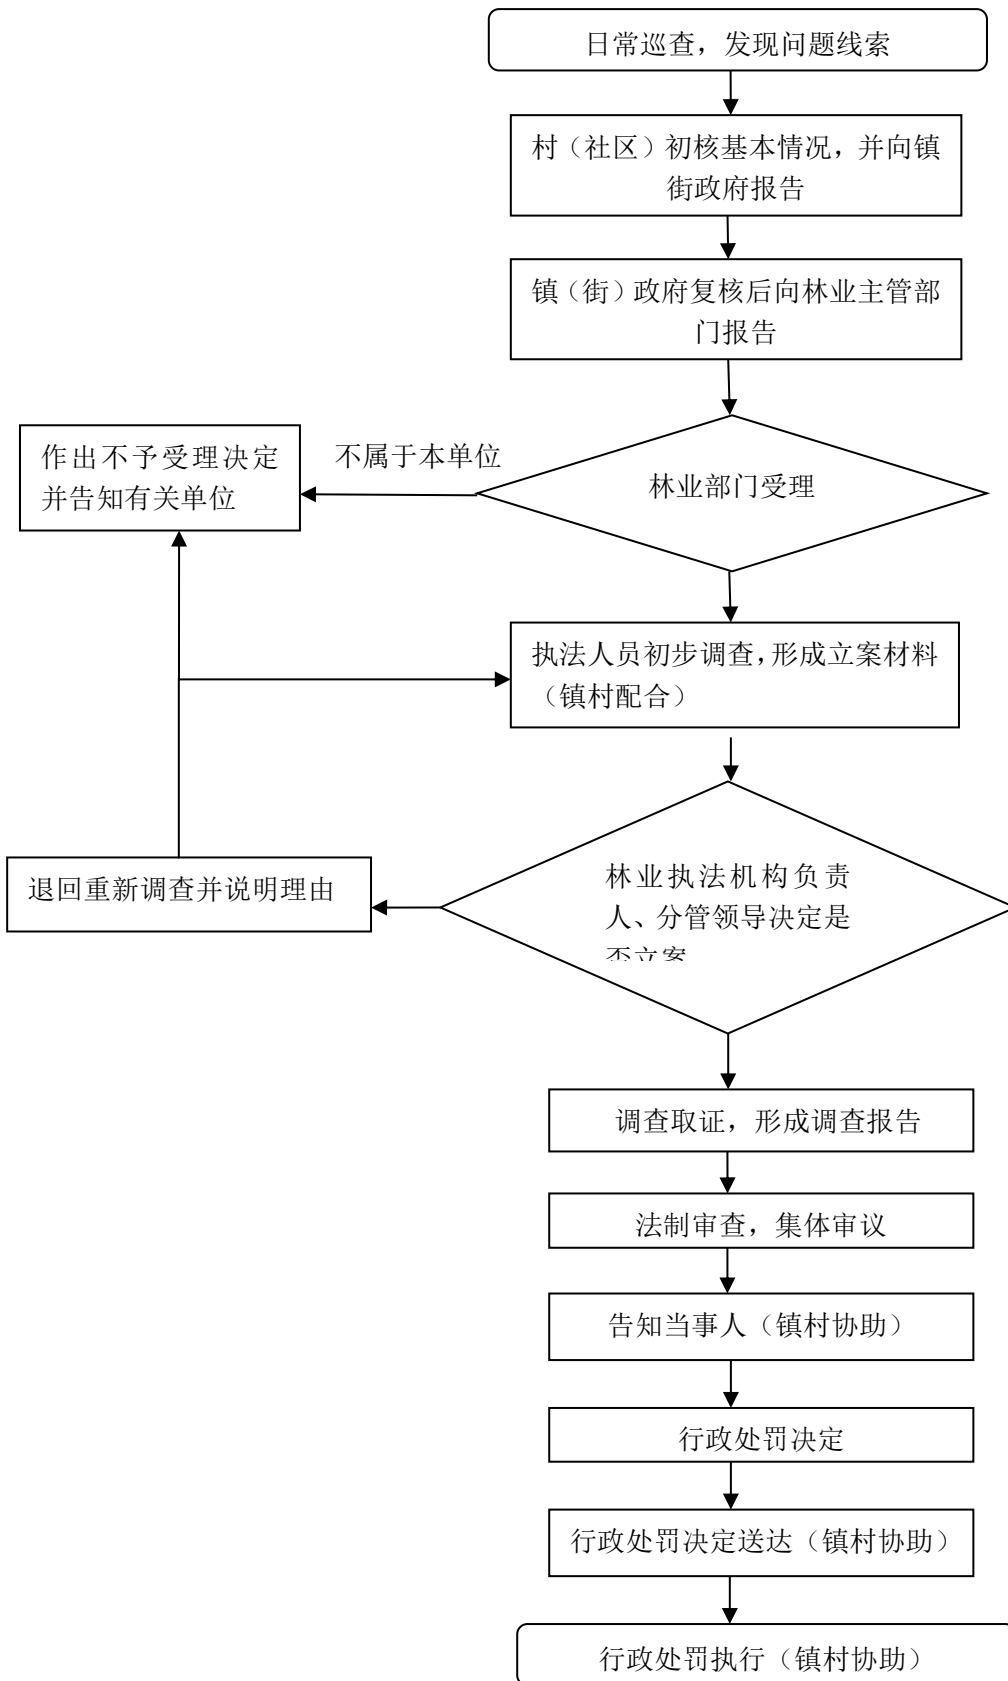 日常巡查，发现问题线索
村（社区）初核基本情况，并向镇
街政府报告
镇（街）政府复核后向林业主管部
门报告
作出不予受理决定
并告知有关单位
不属于本单位
林业部门受理
执法人员初步调查，形成立案材料
（镇村配合）
退回重新调查并说明理由
林业执法机构负责
人、分管领导决定是
否立案
调查取证，形成调查报告
法制审查，集体审议
告知当事人（镇村协助）
行政处罚决定
行政处罚决定送达（镇村协助）
行政处罚执行（镇村协助）